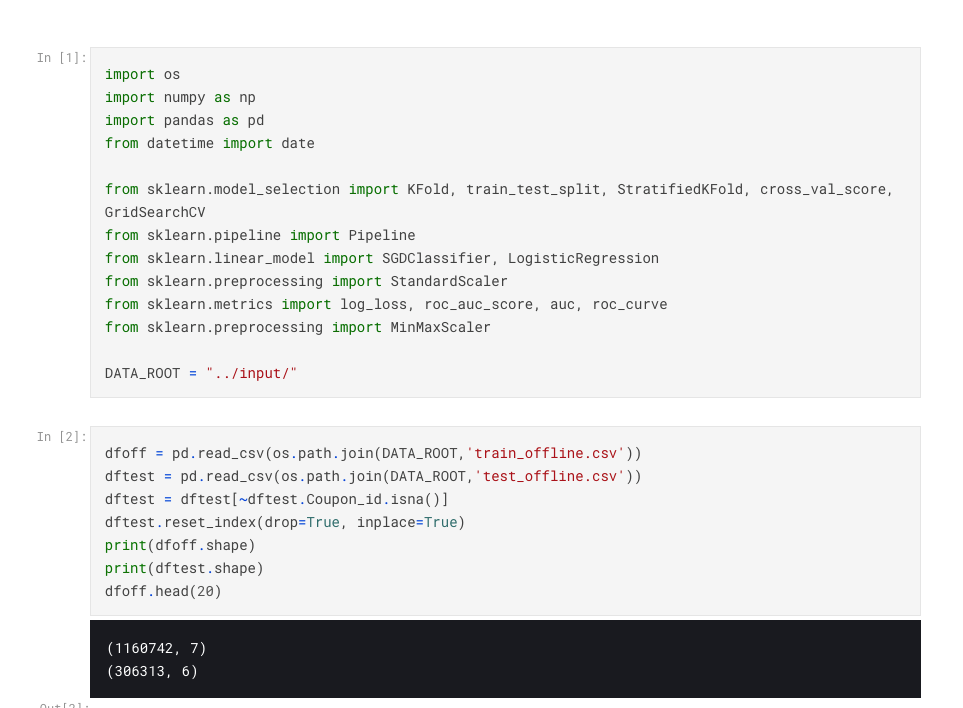 In [1]:
import os
import numpy as np
import pandas as pd
from datetime import date
from sklearn.model_selection import KFold, train_test_split, StratifiedKFold, cross_val_score,
GridSearchCV
from sklearn.pipeline import Pipeline
from sklearn.linear_model import SGDClassifier, LogisticRegression
from sklearn.preprocessing import StandardScaler
from sklearn.metrics import log_loss, roc_auc_score, auc, roc_curve
from sklearn.preprocessing import MinMaxScaler
DATA_ROOT = "../input/"
In [2]:
dfoff = pd.read_csv(os.path.join(DATA_ROOT,'train_offline.csv'))
dftest = pd.read_csv(os.path.join(DATA_ROOT,'test_offline.csv'))
dftest = dftest[~dftest.Coupon_id.isna()]
dftest.reset_index(drop=True, inplace=True)
print(dfoff.shape)
print(dftest.shape)
dfoff.head(20)
(1160742, 7)
(306313, 6)